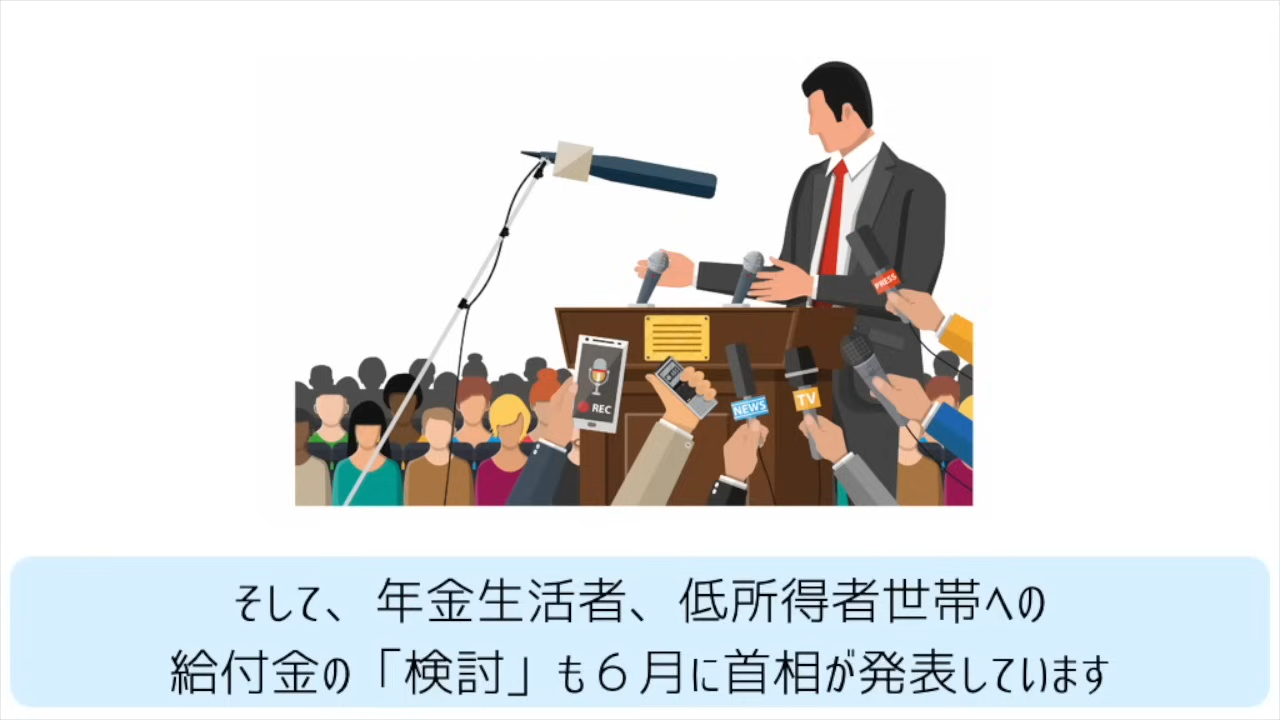 PRESS
REC
NEWS
TV
そして、年金生活者、低所得者世帯への
給付金の「検討」も６月に首相が発表しています